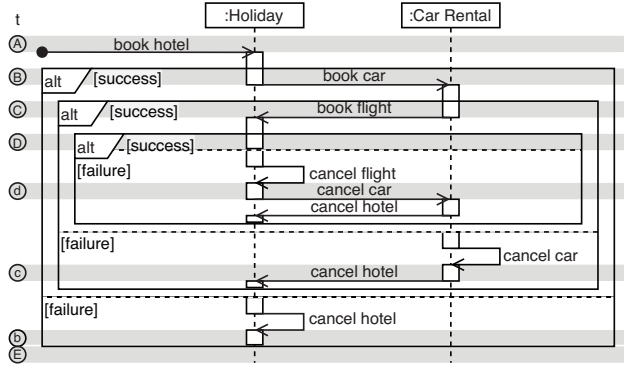 t :Holiday :Car Rental
A book hotel
B alt [success] book car
C alt [success] book flight
D alt [success]
[failure]
cancel flight
d cancel car
cancel hotel
[failure]
cancel car
c cancel hotel
[failure]
cancel hotel
b
E